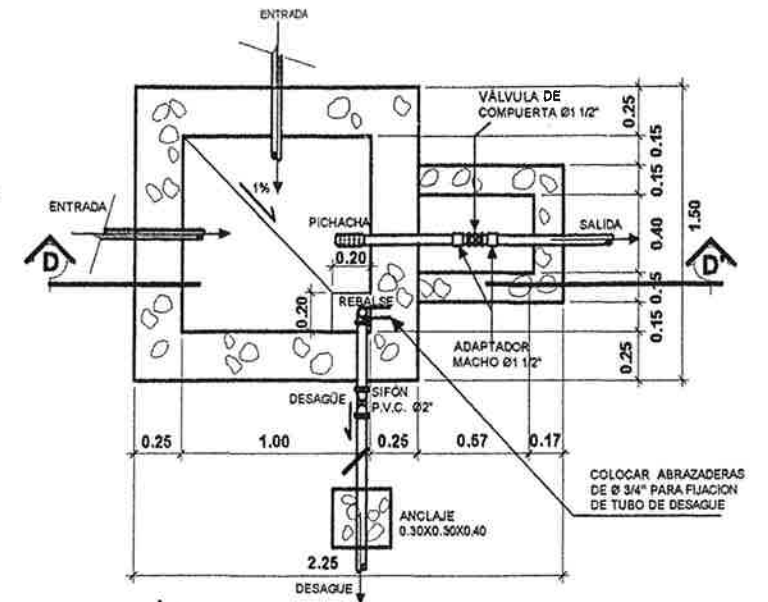 ENTRADA
VÁLVULA DE
COMPUERTA Ø1 1/2"
0.25
0.15
0.15
1%
ENTRADA
PICHACHA
SALIDA
0.40
1.50
D
D'
0.20
0.20
REBALSE
0.15
0.15
ADAPTADOR
MACHO Ø1 1/2"
0.25
DESAGÜE
SIFÓN
P.V.C. Ø2"
0.25
1.00
0.25
0.57
0.17
COLOCAR ABRAZADERAS
DE Ø 3/4" PARA FIJACION
DE TUBO DE DESAGUE
ANCLAJE
0.30X0.30X0.40
2.25
DESAGUE